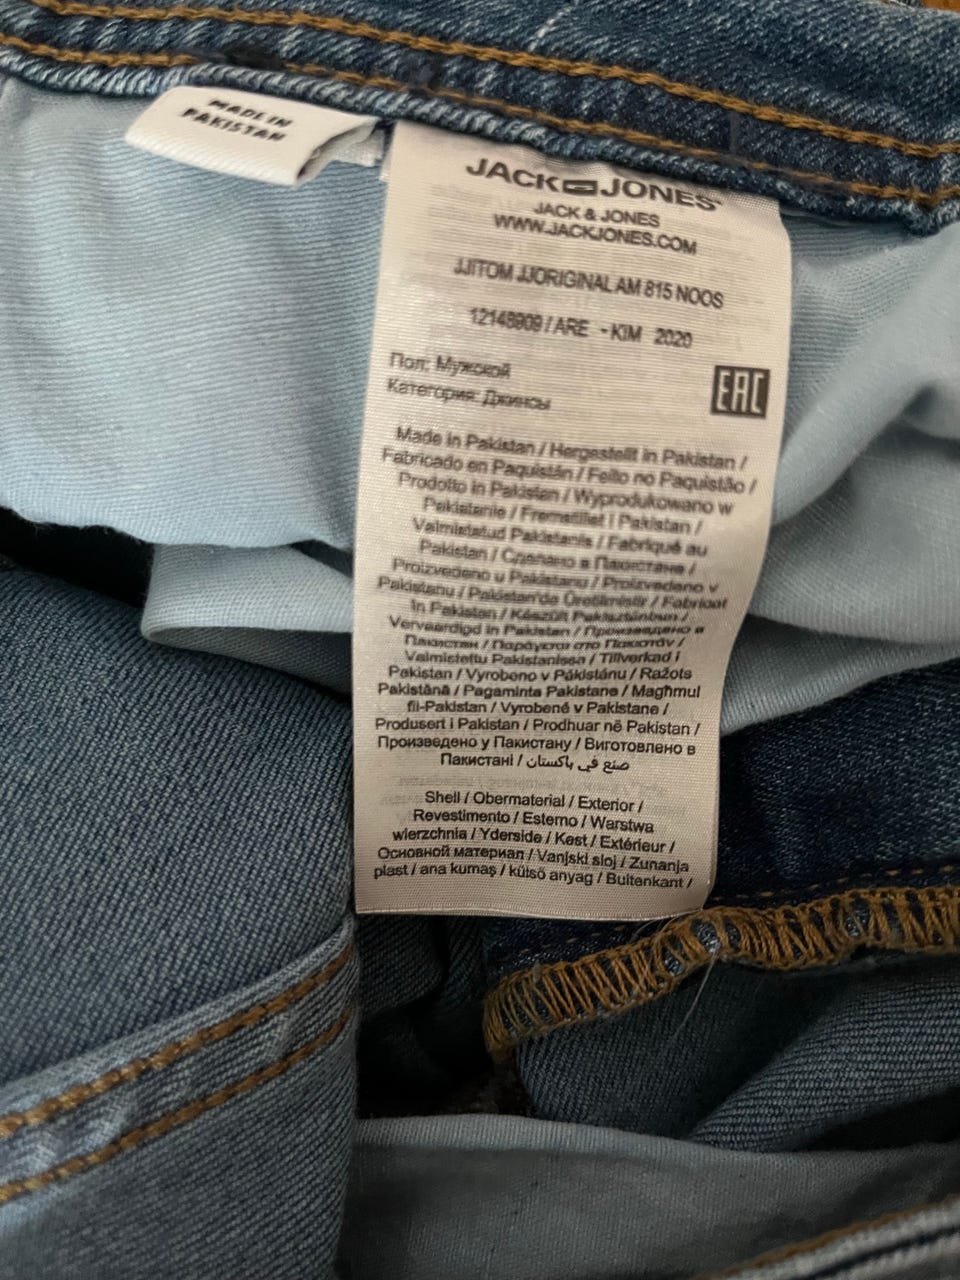 MADE IN
PAKISTAN
JACK JONES
JACK & JONES
WWW.JACKJONES.COM
JJITOM JJORIGINAL AM 815 NOOS
12148909 / ARE - KIM 2020
Пол: Мужской
Категория: Джинсы
EAC
Made in Pakistan / Hergestellt in Pakistan /
Fabricado en Paquistán / Feito no Paquistão /
Prodotto in Pakistan / Wyprodukowano w
Pakistanie / Fremstillet i Pakistan /
Valmistatud Pakistanis / Fabriqué au
Pakistan / Сделано в Пакистане /
Proizvedeno u Pakistanu / Proizvedeno v
Pakistanu / Pakistan'de Üretilmistir / Fabricat
în Pakistan / Készült Pakisztánban /
Vervaardigd in Pakistan / Произведено в
Пакистан / Παράγεται στο Πακιστάν /
Valmistettu Pakistanissa / Tillverkad i
Pakistan / Vyrobeno v Pákistánu / Ražots
Pakistānā / Pagaminta Pakistane / Magħmul
fil-Pakistan / Vyrobené v Pakistane /
Produsert i Pakistan / Prodhuar në Pakistan /
Произведено у Пакистану / Виготовлено в
Пакистані / صنع في باكستان
Shell / Obermaterial / Exterior /
Revestimento / Esterno / Warstwa
wierzchnia / Yderside / Kest / Extérieur /
Основной материал / Vanjski sloj / Zunanja
plast / ana kumaş / külső anyag / Buitenkant /